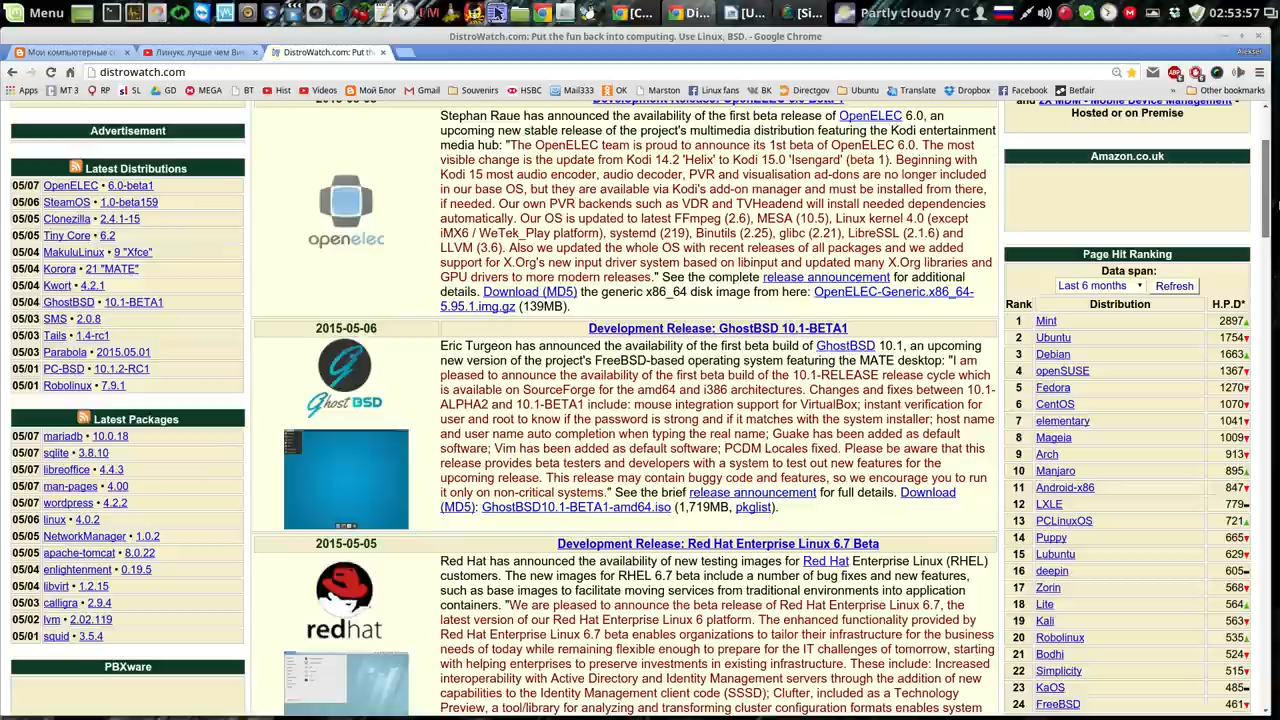 Menu
[C...
Di...
[U...
[Si...
Partly cloudy 7 °C
02:53:57
DistroWatch.com: Put the fun back into computing. Use Linux, BSD. - Google Chrome
Мои компьютерные с
Линукс лучше чем Ви
DistroWatch.com: Put th
Aleksei
distrowatch.com
Apps
MT 3
RP
SL
GD
MEGA
BT
Hist
Videos
Мой Блог
Gmail
Souvenirs
HSBC
Mail333
OK
Marston
Linux fans
VK
Directgov
Ubuntu
Translate
Dropbox
Facebook
Betfair
»
Other bookmarks
Advertisement
Latest Distributions
05/07 OpenELEC • 6.0-beta1
05/06 SteamOS • 1.0-beta159
05/05 Clonezilla • 2.4.1-15
05/05 Tiny Core • 6.2
05/04 MakuluLinux • 9 "Xfce"
05/04 Korora • 21 "MATE"
05/04 Kwort • 4.2.1
05/04 GhostBSD • 10.1-BETA1
05/03 SMS • 2.0.8
05/03 Tails • 1.4-rc1
05/03 Parabola • 2015.05.01
05/01 PC-BSD • 10.1.2-RC1
05/01 Robolinux • 7.9.1
Latest Packages
05/07 mariadb • 10.0.18
05/07 sqlite • 3.8.10
05/07 libreoffice • 4.4.3
05/07 man-pages • 4.00
05/07 wordpress • 4.2.2
05/06 linux • 4.0.2
05/05 NetworkManager • 1.0.2
05/05 apache-tomcat • 8.0.22
05/04 enlightenment • 0.19.5
05/04 libvirt • 1.2.15
05/03 calligra • 2.9.4
05/02 lvm • 2.02.119
05/01 squid • 3.5.4
PBXware
Development Release: OpenELEC 6.0 Beta 1
openelec
Stephan Raue has announced the availability of the first beta release of OpenELEC 6.0, an
upcoming new stable release of the project's multimedia distribution featuring the Kodi entertainment
media hub: "The OpenELEC team is proud to announce its 1st beta of OpenELEC 6.0. The most
visible change is the update from Kodi 14.2 'Helix' to Kodi 15.0 'Isengard' (beta 1). Beginning with
Kodi 15 most audio encoder, audio decoder, PVR and visualisation ad-dons are no longer included
in our base OS, but they are available via Kodi's add-on manager and must be installed from there,
if needed. Our own PVR backends such as VDR and TVHeadend will install needed dependencies
automatically. Our OS is updated to latest FFmpeg (2.6), MESA (10.5), Linux kernel 4.0 (except
iMX6 / WeTek_Play platform), systemd (219), Binutils (2.25), glibc (2.21), LibreSSL (2.1.6) and
LLVM (3.6). Also we updated the whole OS with recent releases of all packages and we added
support for X.Org's new input driver system based on libinput and updated many X.Org libraries and
GPU drivers to more modern releases." See the complete release announcement for additional
details. Download (MD5) the generic x86_64 disk image from here: OpenELEC-Generic.x86_64-
5.95.1.img.gz (139MB).
2015-05-06
Development Release: GhostBSD 10.1-BETA1
Ghost BSD
Eric Turgeon has announced the availability of the first beta build of GhostBSD 10.1, an upcoming
new version of the project's FreeBSD-based operating system featuring the MATE desktop: "I am
pleased to announce the availability of the first beta build of the 10.1-RELEASE release cycle which
is available on SourceForge for the amd64 and i386 architectures. Changes and fixes between 10.1-
ALPHA2 and 10.1-BETA1 include: mouse integration support for VirtualBox; instant verification for
user and root to know if the password is strong and if it matches with the system installer; host name
and user name auto completion when typing the real name; Guake has been added as default
software; Vim has been added as default software; PCDM Locales fixed. Please be aware that this
release provides beta testers and developers with a system to test out new features for the
upcoming release. This release may contain buggy code and features, so we encourage you to run
it only on non-critical systems." See the brief release announcement for full details. Download
(MD5): GhostBSD10.1-BETA1-amd64.iso (1,719MB, pkglist).
2015-05-05
Development Release: Red Hat Enterprise Linux 6.7 Beta
redhat
Red Hat has announced the availability of new testing images for Red Hat Enterprise Linux (RHEL)
customers. The new images for RHEL 6.7 beta include a number of bug fixes and new features,
such as base images to facilitate moving services from traditional environments into application
containers. "We are pleased to announce the beta release of Red Hat Enterprise Linux 6.7, the
latest version of our Red Hat Enterprise Linux 6 platform. The enhanced functionality provided by
Red Hat Enterprise Linux 6.7 beta enables organizations to tailor their infrastructure for the business
needs of today while remaining flexible enough to prepare for the IT challenges of tomorrow, starting
with helping enterprises to preserve investments in existing infrastructure. These include: Increased
interoperability with Active Directory and Identity Management servers through the addition of new
capabilities to the Identity Management client code (SSSD); Clufter, included as a Technology
Preview, a tool/library for analyzing and transforming cluster configuration formats enables system
and 2X MDM - Mobile Device Management -
Hosted or on Premise
Amazon.co.uk
Page Hit Ranking
Data span:
Last 6 months
Refresh
Rank Distribution H.P.D*
1 Mint 2897
2 Ubuntu 1754
3 Debian 1663
4 openSUSE 1367
5 Fedora 1270
6 CentOS 1070
7 elementary 1041
8 Mageia 1009
9 Arch 913
10 Manjaro 895
11 Android-x86 847
12 LXLE 779
13 PCLinuxOS 721
14 Puppy 665
15 Lubuntu 629
16 deepin 605
17 Zorin 568
18 Lite 564
19 Kali 563
20 Robolinux 535
21 Bodhi 524
22 Simplicity 515
23 KaOS 485
24 FreeBSD 461